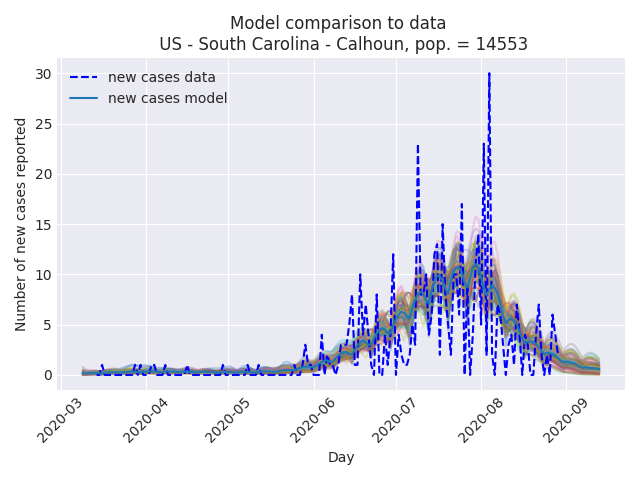 Model comparison to data
US - South Carolina - Calhoun, pop. = 14553
new cases data
new cases model
Number of new cases reported
30
25
20
15
10
5
0
2020-03
2020-04
2020-05
2020-06
2020-07
2020-08
2020-09
Day